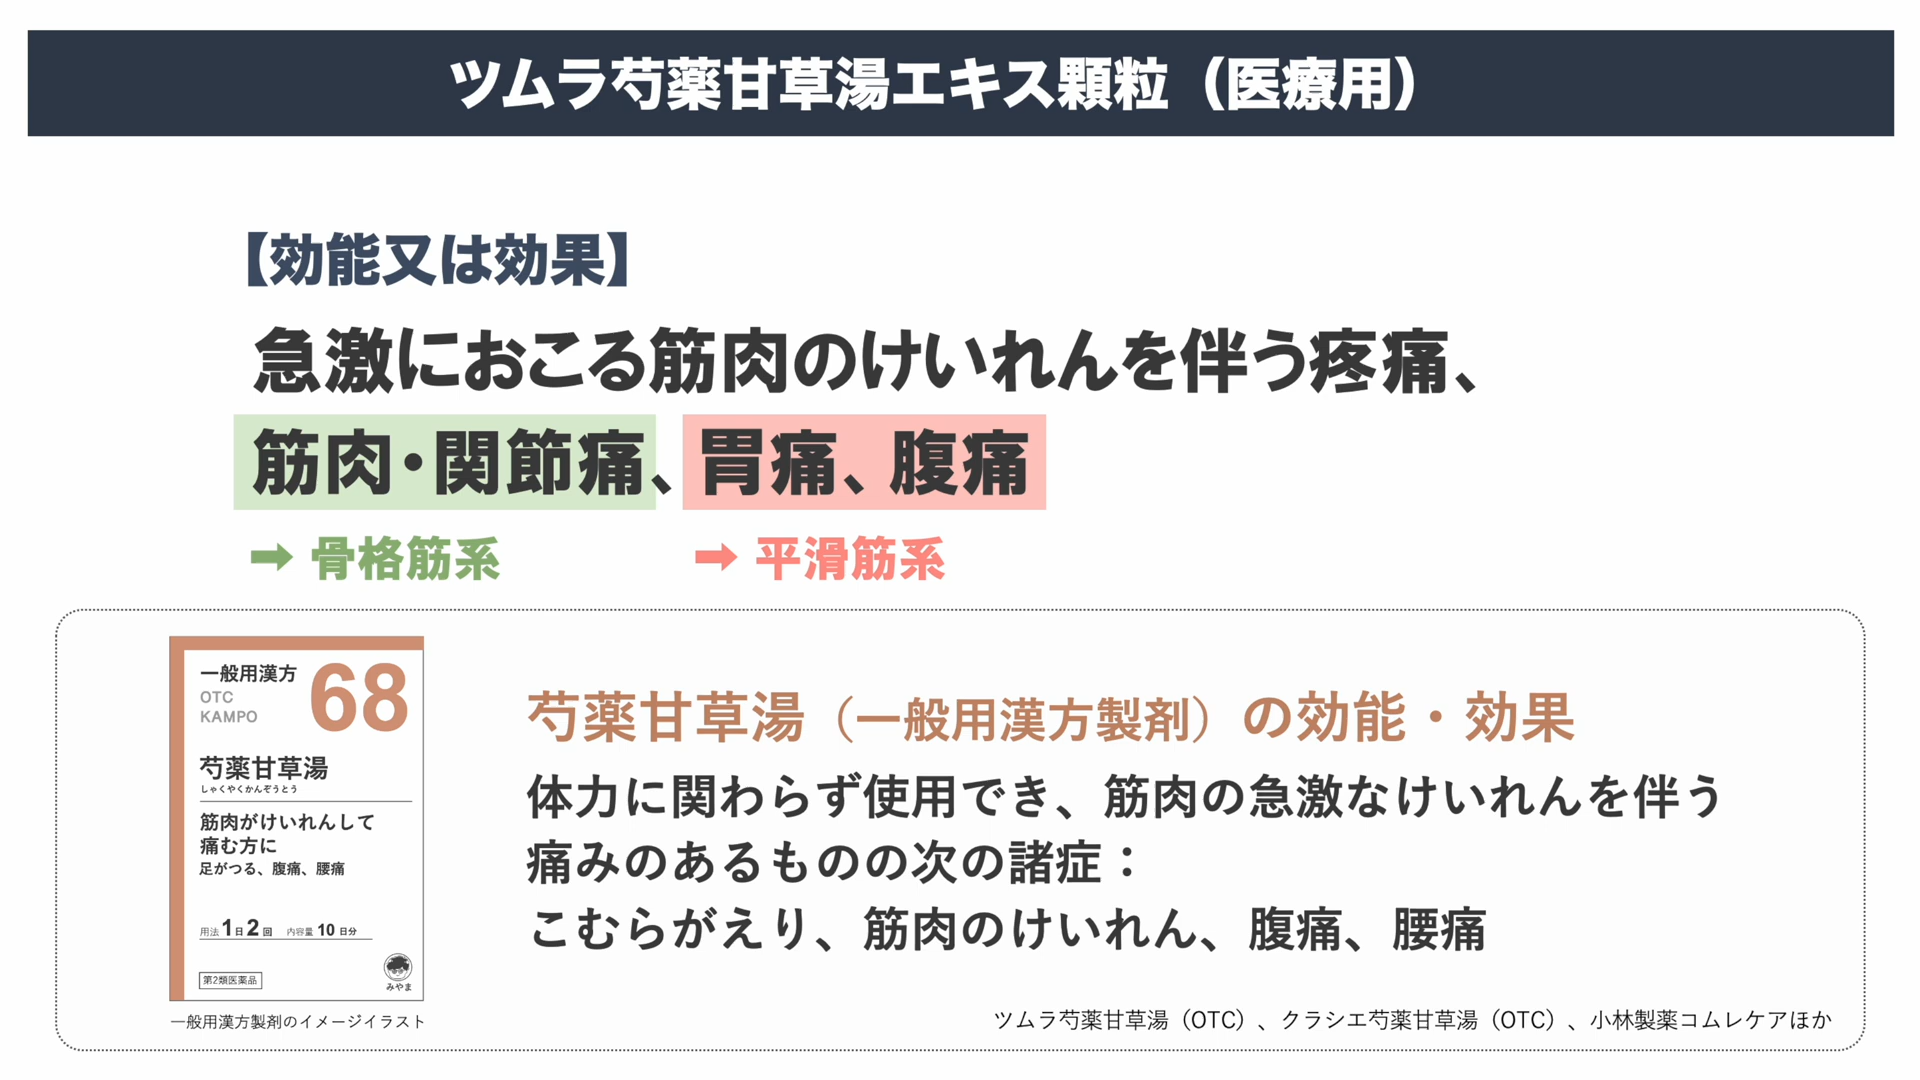 ツムラ芍薬甘草湯エキス顆粒（医療用）
【効能又は効果】
急激におこる筋肉のけいれんを伴う疼痛、
筋肉・関節痛、胃痛、腹痛
➡ 骨格筋系
➡ 平滑筋系
一般用漢方
OTC
KAMPO
68
芍薬甘草湯
しゃくやくかんぞうとう
筋肉がけいれんして
痛む方に
足がつる、腹痛、腰痛
用法 1日2回 内容量 10日分
第2類医薬品
みやま
一般用漢方製剤のイメージイラスト
芍薬甘草湯（一般用漢方製剤）の効能・効果
体力に関わらず使用でき、筋肉の急激なけいれんを伴う
痛みのあるものの次の諸症：
こむらがえり、筋肉のけいれん、腹痛、腰痛
ツムラ芍薬甘草湯（OTC）、クラシエ芍薬甘草湯（OTC）、小林製薬コムレケアほか